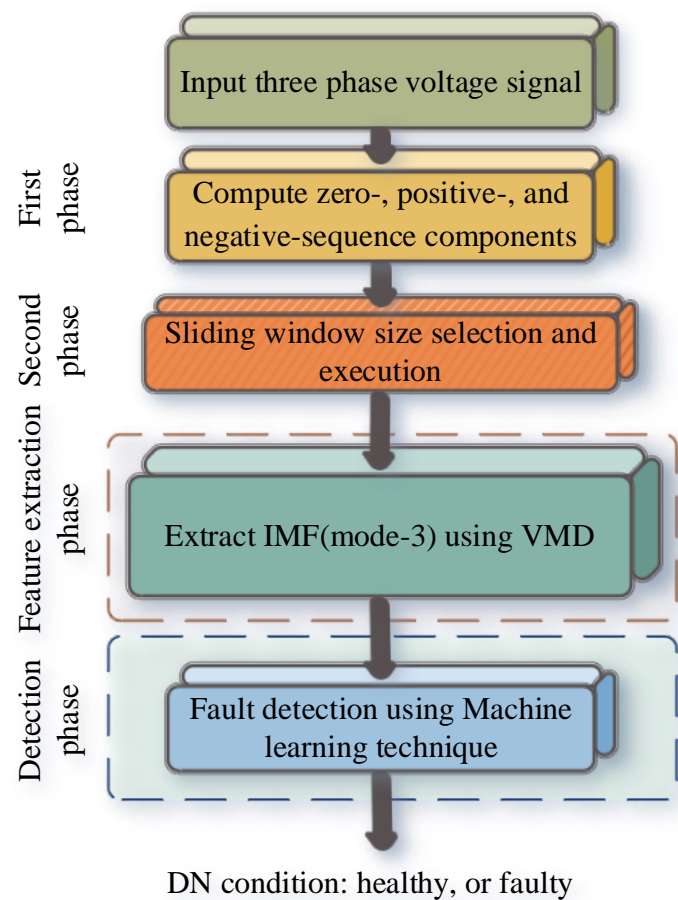 Input three phase voltage signal
First
phase
Compute zero-, positive-, and
negative-sequence components
Second
phase
Sliding window size selection and
execution
Feature extraction
phase
Extract IMF(mode-3) using VMD
Detection
phase
Fault detection using Machine
learning technique
DN condition: healthy, or faulty